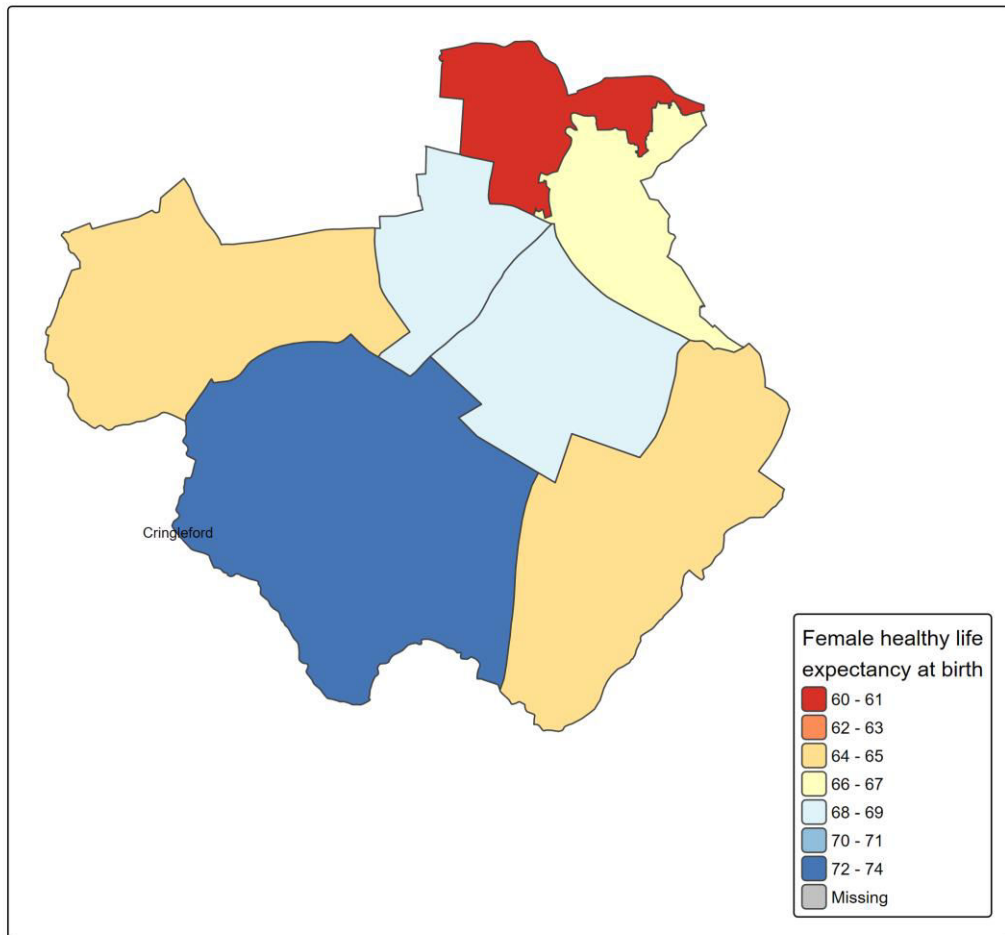 Cringleford
Female healthy life
expectancy at birth
60 - 61
62 - 63
64 - 65
66 - 67
68 - 69
70 - 71
72 - 74
Missing